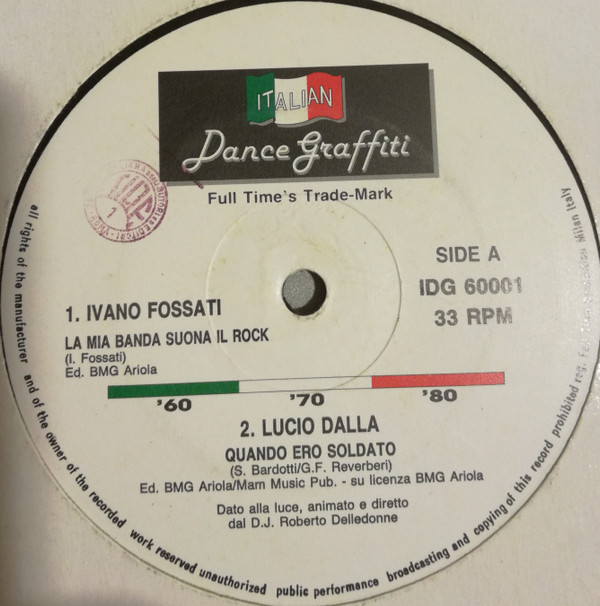 ITALIAN
Dance Graffiti
Full Time's Trade-Mark
SIDE A
IDG 60001
33 RPM
1. IVANO FOSSATI
LA MIA BANDA SUONA IL ROCK
(I. Fossati)
Ed. BMG Ariola
'60 '70 '80
2. LUCIO DALLA
QUANDO ERO SOLDATO
(S. Bardotti/G.F. Reverberi)
Ed. BMG Ariola/Mam Music Pub. - su licenza BMG Ariola
Dato alla luce, animato e diretto
dal D.J. Roberto Delledonne
all rights of the manufacturer and of the owner of the recorded work reserved unauthorized public performance broadcasting and copying of this record prohibited reg. Milan Italy